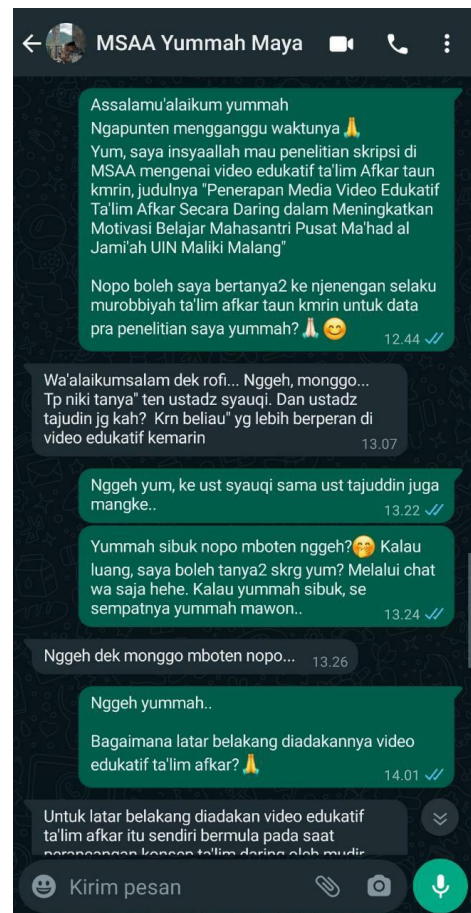 MSAA Yummah Maya
Assalamu'alaikum yummah
Ngapunten mengganggu waktunya 🙏
Yum, saya insyaallah mau penelitian skripsi di
MSAA mengenai video edukatif ta'lim Afkar taun
kmrin, judulnya "Penerapan Media Video Edukatif
Ta'lim Afkar Secara Daring dalam Meningkatkan
Motivasi Belajar Mahasantri Pusat Ma'had al
Jami'ah UIN Maliki Malang"
Nopo boleh saya bertanya2 ke njenengan selaku
murobbiyah ta'lim afkar taun kmrin untuk data
pra penelitian saya yummah? 🙏😊
12.44
Wa'alaikumsalam dek rofi... Nggeh, monggo...
Tp niki tanya" ten ustadz syauqi. Dan ustadz
tajudin jg kah? Krn beliau" yg lebih berperan di
video edukatif kemarin
13.07
Nggeh yum, ke ust syauqi sama ust tajuddin juga
mangke..
13.22
Yummah sibuk nopo mboten nggeh?🤭 Kalau
luang, saya boleh tanya2 skrg yum? Melalui chat
wa saja hehe. Kalau yummah sibuk, se
sempatnya yummah mawon..
13.24
Nggeh dek monggo mboten nopo...
13.26
Nggeh yummah..
Bagaimana latar belakang diadakannya video
edukatif ta'lim afkar?🙏
14.01
Untuk latar belakang diadakan video edukatif
ta'lim afkar itu sendiri bermula pada saat
perancangan konsep ta'lim daring oleh mudir
Kirim pesan